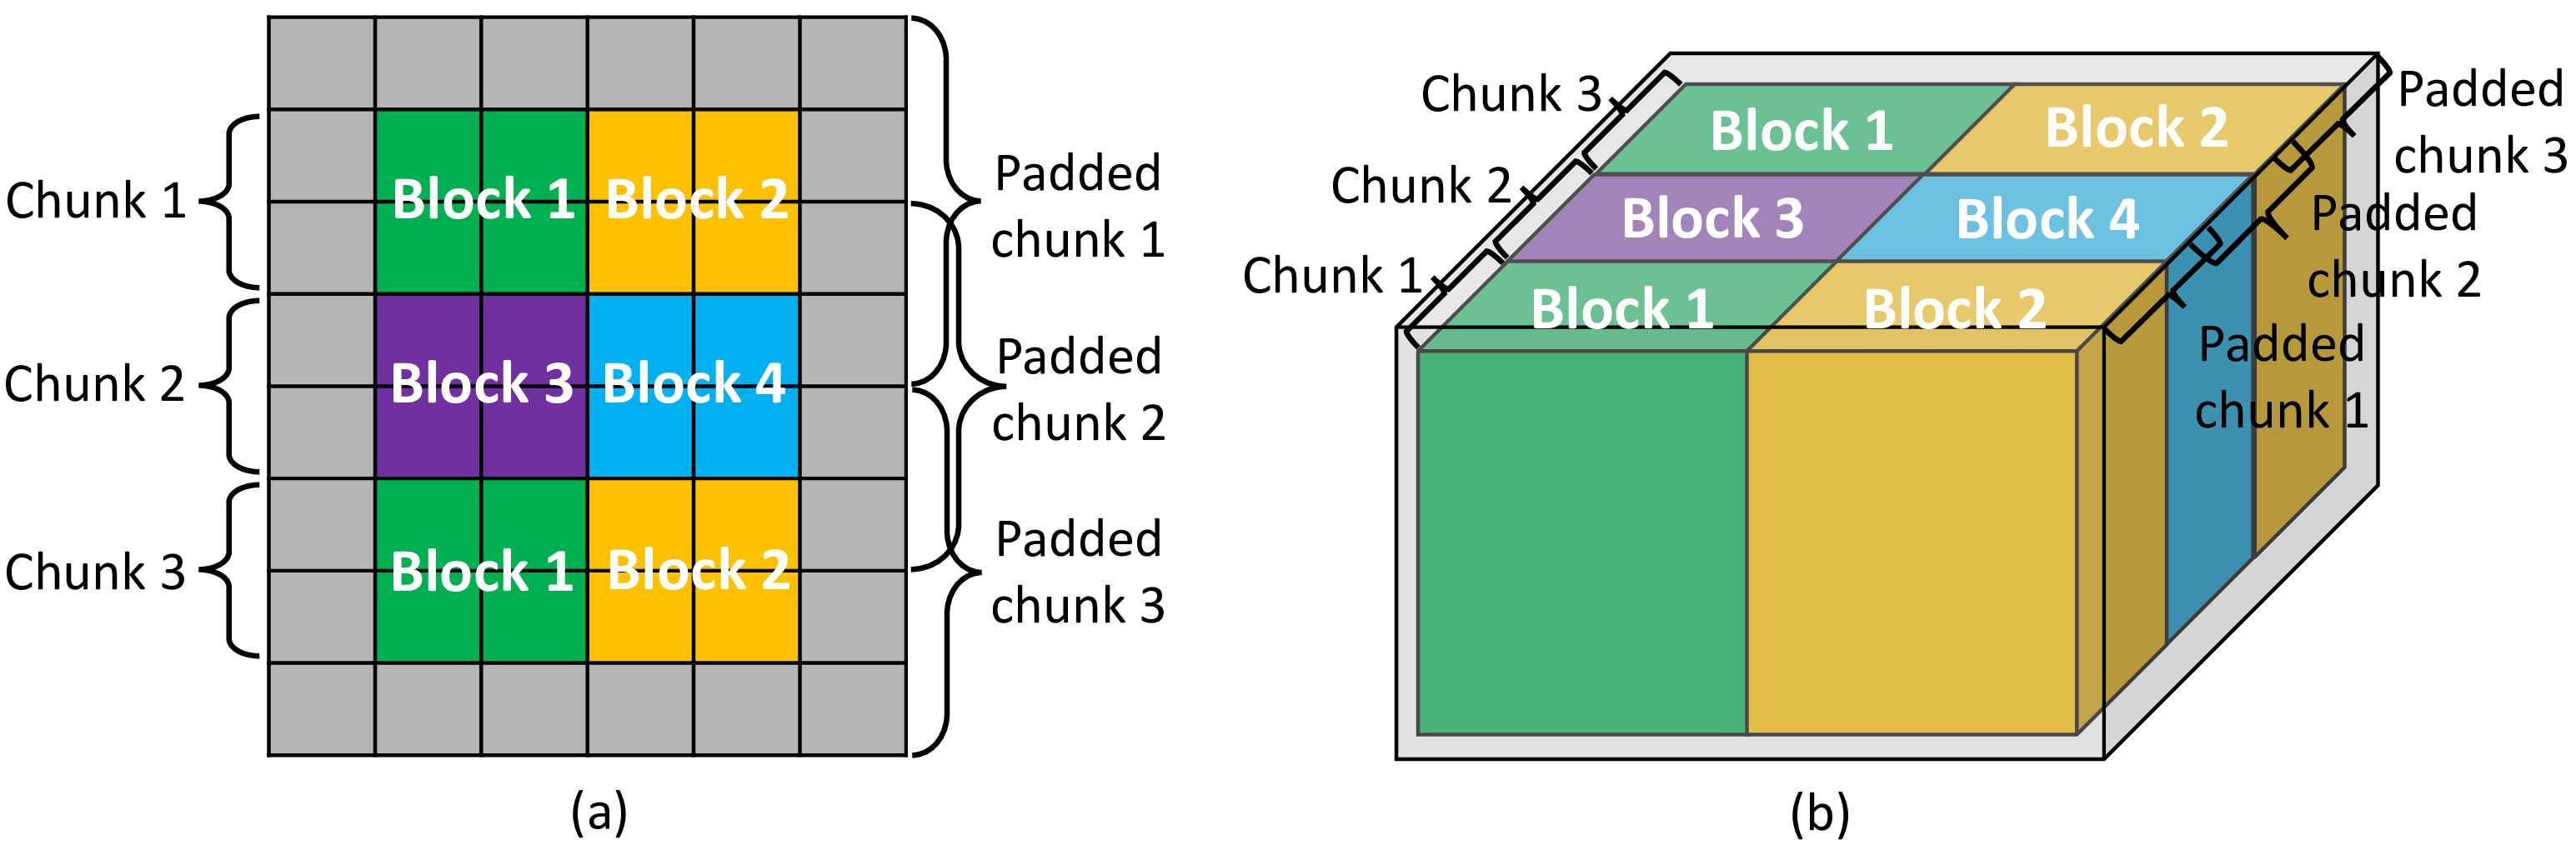 Chunk 1
Chunk 2
Chunk 3
Block 1
Block 2
Block 3
Block 4
Block 1
Block 2
Padded
chunk 1
Padded
chunk 2
Padded
chunk 3
(a)
Chunk 3
Chunk 2
Chunk 1
Block 1
Block 2
Block 3
Block 4
Block 1
Block 2
Padded
chunk 3
Padded
chunk 2
Padded
chunk 1
(b)